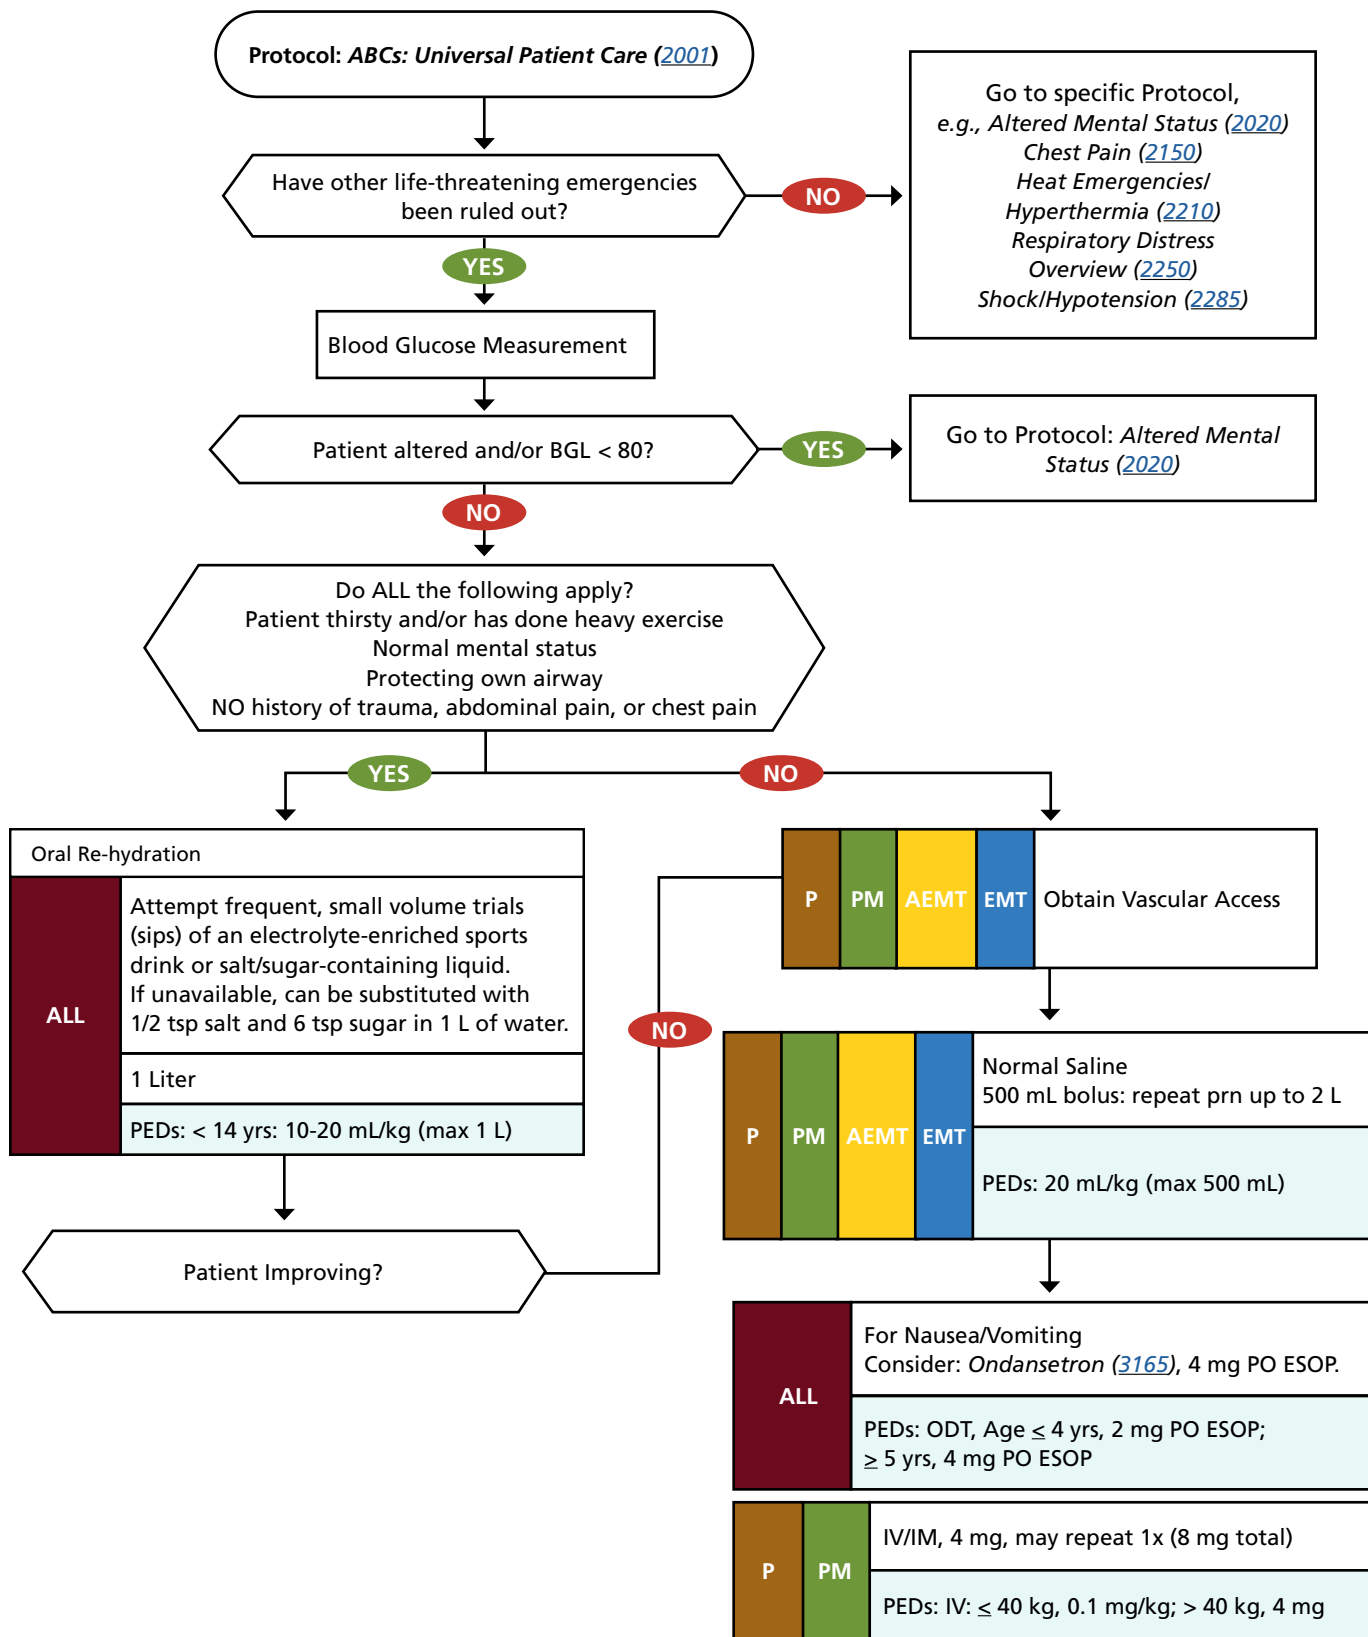 Protocol: ABCs: Universal Patient Care (2001)
Go to specific Protocol,
e.g., Altered Mental Status (2020)
Chest Pain (2150)
Heat Emergencies/
Hyperthermia (2210)
Respiratory Distress
Overview (2250)
Shock/Hypotension (2285)
Have other life-threatening emergencies
been ruled out?
NO
YES
Blood Glucose Measurement
Patient altered and/or BGL < 80?
YES
Go to Protocol: Altered Mental
Status (2020)
NO
Do ALL the following apply?
Patient thirsty and/or has done heavy exercise
Normal mental status
Protecting own airway
NO history of trauma, abdominal pain, or chest pain
YES
NO
Oral Re-hydration
ALL
Attempt frequent, small volume trials
(sips) of an electrolyte-enriched sports
drink or salt/sugar-containing liquid.
If unavailable, can be substituted with
1/2 tsp salt and 6 tsp sugar in 1 L of water.
1 Liter
PEDs: < 14 yrs: 10-20 mL/kg (max 1 L)
Patient Improving?
NO
P PM AEMT EMT Obtain Vascular Access
P PM AEMT EMT
Normal Saline
500 mL bolus: repeat prn up to 2 L
PEDs: 20 mL/kg (max 500 mL)
ALL
For Nausea/Vomiting
Consider: Ondansetron (3165), 4 mg PO ESOP.
PEDs: ODT, Age ≤ 4 yrs, 2 mg PO ESOP;
≥ 5 yrs, 4 mg PO ESOP
P PM
IV/IM, 4 mg, may repeat 1x (8 mg total)
PEDs: IV: ≤ 40 kg, 0.1 mg/kg; > 40 kg, 4 mg